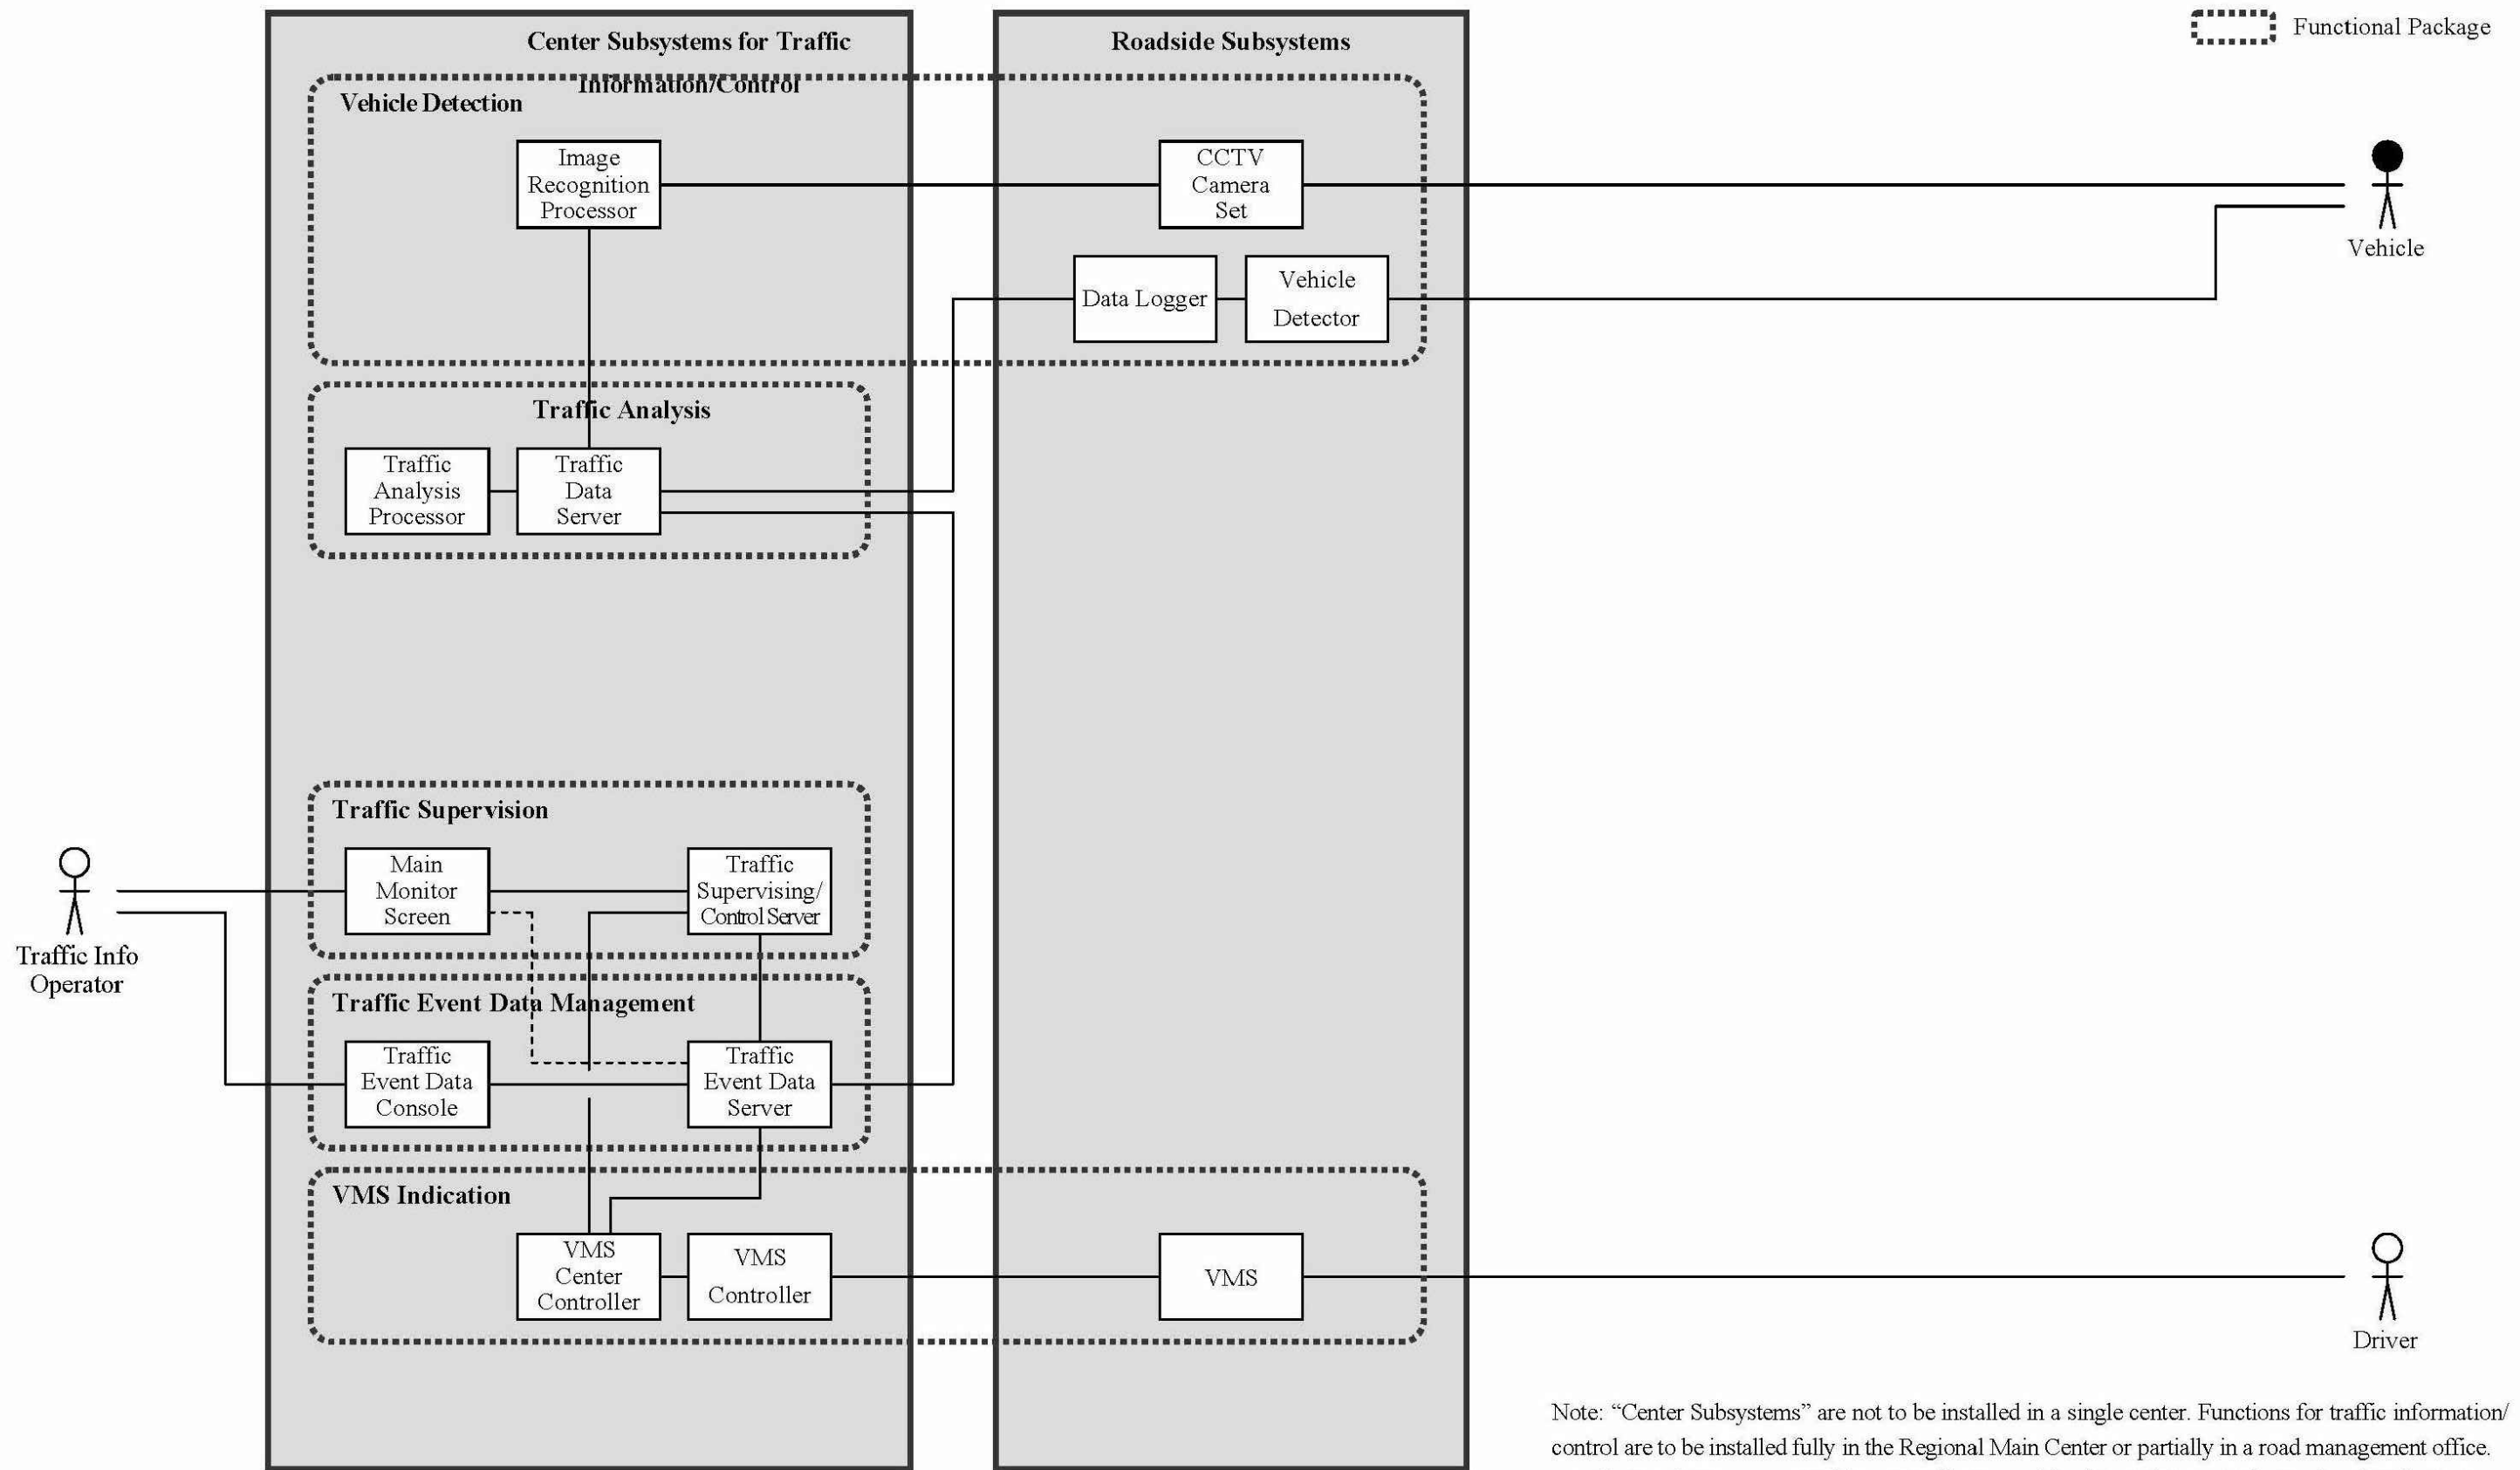 Center Subsystems for Traffic
Information/Control
Roadside Subsystems
Functional Package
Vehicle Detection
Image
Recognition
Processor
CCTV
Camera
Set
Vehicle
Data Logger
Vehicle
Detector
Traffic Analysis
Traffic
Analysis
Processor
Traffic
Data
Server
Traffic Supervision
Main
Monitor
Screen
Traffic
Supervising/
Control Server
Traffic Info
Operator
Traffic Event Data Management
Traffic
Event Data
Console
Traffic
Event Data
Server
VMS Indication
VMS
Center
Controller
VMS
Controller
VMS
Driver
Note: “Center Subsystems” are not to be installed in a single center. Functions for traffic information/
control are to be installed fully in the Regional Main Center or partially in a road management office.